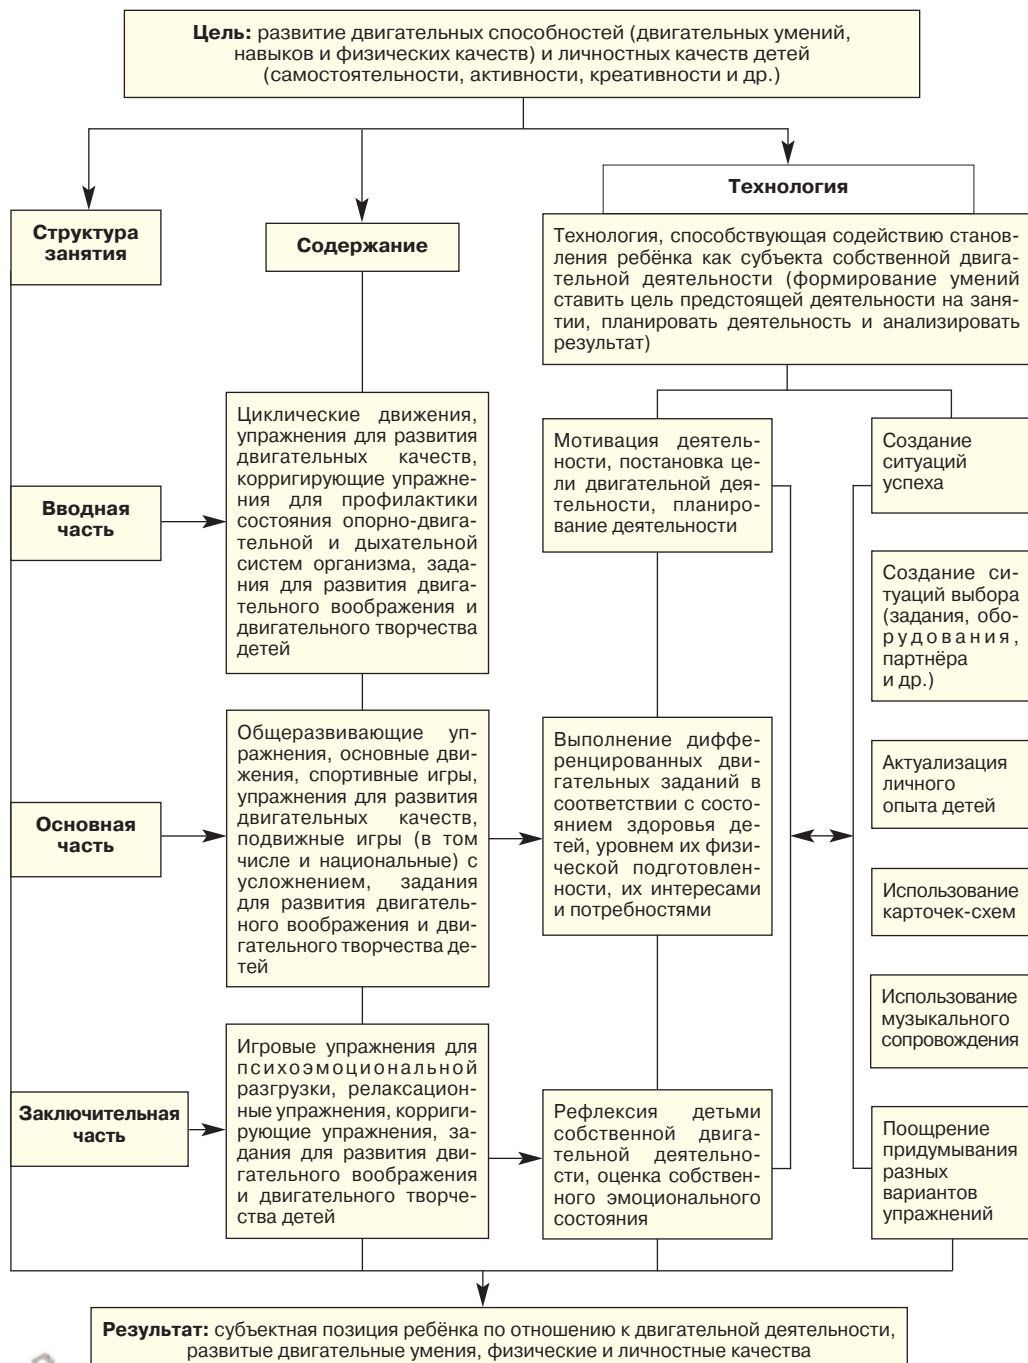 Цель: развитие двигательных способностей (двигательных умений,
навыков и физических качеств) и личностных качеств детей
(самостоятельности, активности, креативности и др.)
Структура
занятия
Содержание
Технология
Технология, способствующая содействию становления ребёнка как субъекта собственной двига-
тельной деятельности (формирование умений
ставить цель предстоящей деятельности на заня-
тии, планировать деятельность и анализировать
результат)
Вводная
часть
Циклические движения,
упражнения для развития
двигательных качеств,
корригирующие упражне-
ния для профилактики
состояния опорно-двига-
тельной и дыхательной
систем организма, зада-
ния для развития двига-
тельного воображения и
двигательного творчества
детей
Мотивация деятель-
ности, постановка це-
ли двигательной дея-
тельности, планиро-
вание деятельности
Создание
ситуаций
успеха
Создание си-
туаций выбора
(задания, обо-
рудования,
партнёра
и др.)
Основная
часть
Общеразвивающие уп-
ражнения, основные дви-
жения, спортивные игры,
упражнения для развития
двигательных качеств,
подвижные игры (в том
числе и национальные) с
усложнением, задания
для развития двигатель-
ного воображения и дви-
гательного творчества де-
тей
Выполнение диффе-
ренцированных дви-
гательных заданий в
соответствии с состо-
янием здоровья де-
тей, уровнем их физи-
ческой подготовлен-
ности, их интересами
и потребностями
Актуализация
личного
опыта детей
Использование
карточек-схем
Использование
музыкального
сопровождения
Заключительная
часть
Игровые упражнения для
психоэмоциональной
разгрузки, релаксацион-
ные упражнения, корриги-
рующие упражнения, за-
дания для развития дви-
гательного воображения
и двигательного творче-
ства детей
Рефлексия детьми
собственной двига-
тельной деятельно-
сти, оценка собствен-
ного эмоционального
состояния
Поощрение
придумывания
разных
вариантов
упражнений
Результат: субъектная позиция ребёнка по отношению к двигательной деятельности,
развитые двигательные умения, физические и личностные качества